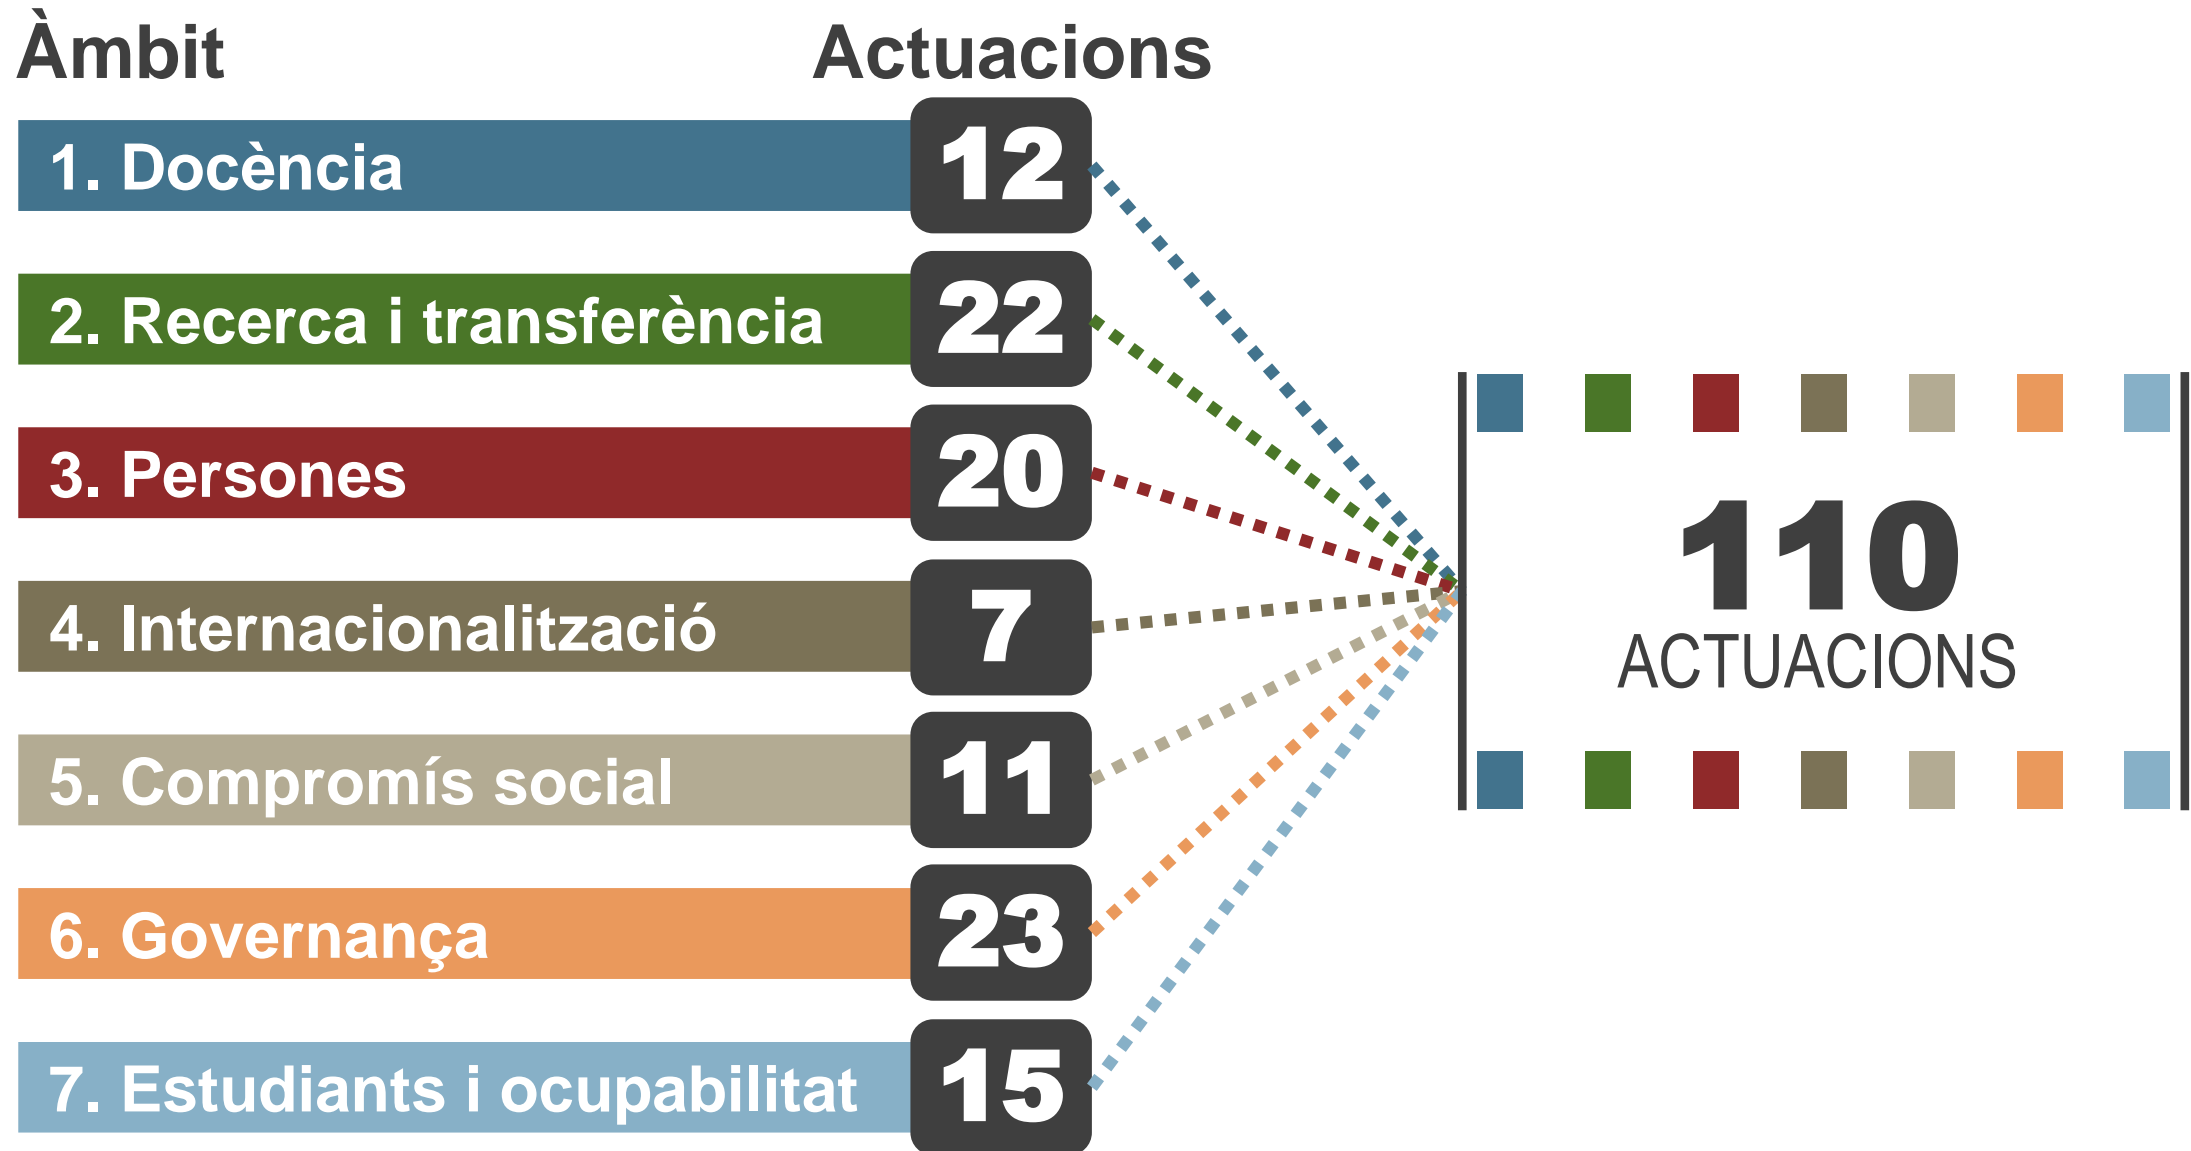 Àmbit Actuacions
1. Docència 12
2. Recerca i transferència 22
3. Persones 20
4. Internacionalització 7
5. Compromís social 11
6. Governança 23
7. Estudiants i ocupabilitat 15
110
ACTUACIONS